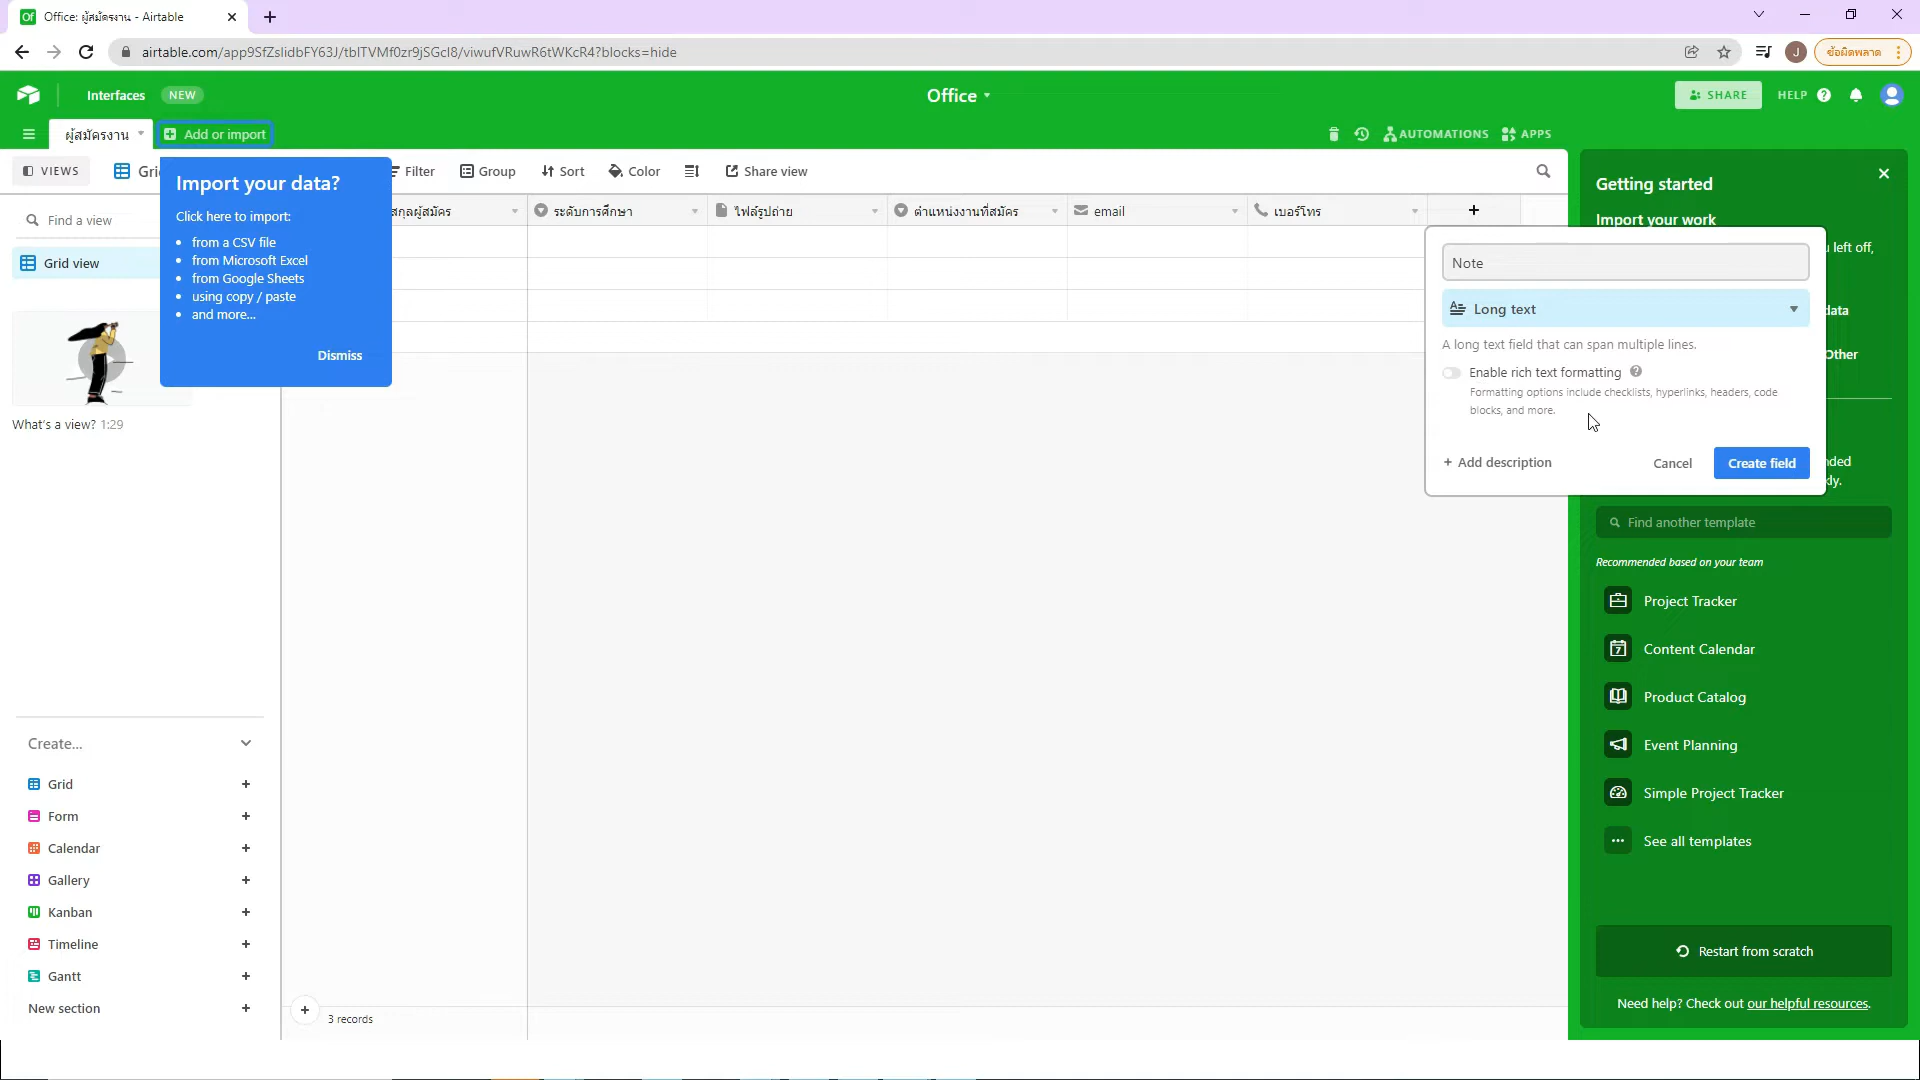 Office: ผู้สมัครงาน - Airtable
airtable.com/app9SfZslidbFY63J/tblTVMf0zr9jSGcl8/viwufVRuwR6tWKcR4?blocks=hide
J
ข้อผิดพลาด
Interfaces NEW
Office
SHARE
HELP
ผู้สมัครงาน
Add or import
AUTOMATIONS
APPS
VIEWS
Gri
Filter
Group
Sort
Color
Share view
Find a view
Grid view
What's a view? 1:29
Import your data?
Click here to import:
from a CSV file
from Microsoft Excel
from Google Sheets
using copy / paste
and more...
Dismiss
สกุลผู้สมัคร
ระดับการศึกษา
ไฟล์รูปถ่าย
ตำแหน่งงานที่สมัคร
email
เบอร์โทร
Note
Long text
A long text field that can span multiple lines.
Enable rich text formatting
Formatting options include checklists, hyperlinks, headers, code
blocks, and more.
+ Add description
Cancel
Create field
Create...
Grid
Form
Calendar
Gallery
Kanban
Timeline
Gantt
New section
3 records
Getting started
Import your work
u left off,
data
Other
nded
dy.
Find another template
Recommended based on your team
Project Tracker
Content Calendar
Product Catalog
Event Planning
Simple Project Tracker
See all templates
Restart from scratch
Need help? Check out our helpful resources.